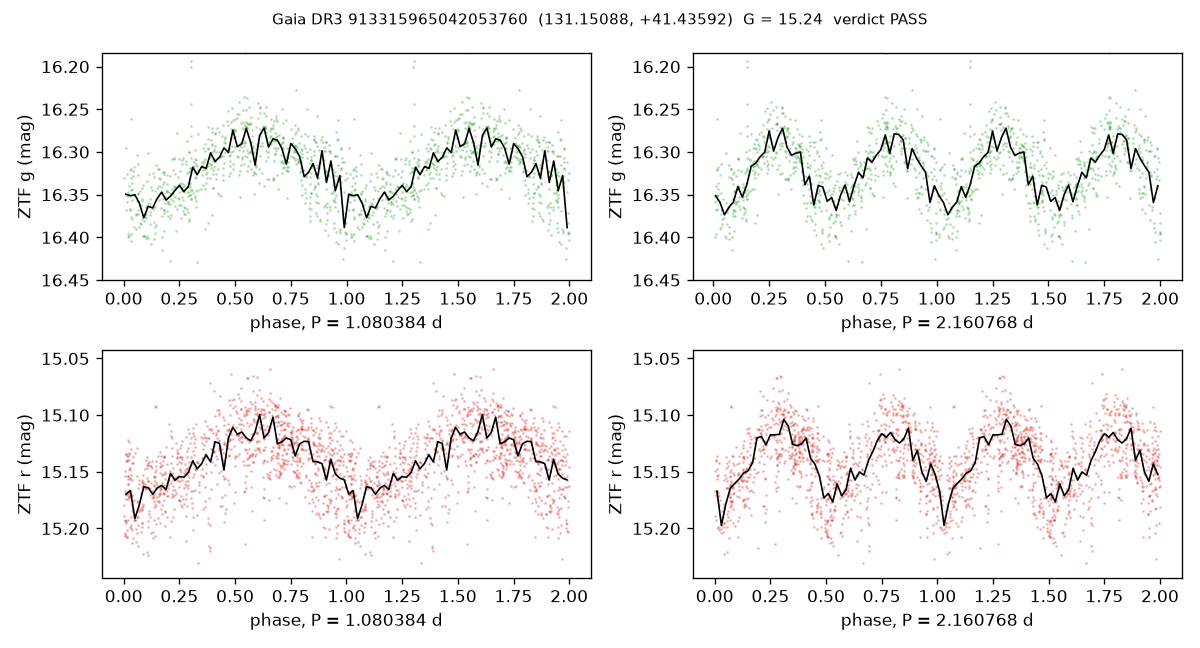 Gaia DR3 913315965042053760 (131.15088, +41.43592) G = 15.24 verdict PASS
ZTF g (mag)
16.20
16.25
16.30
16.35
16.40
16.45
0.00 0.25 0.50 0.75 1.00 1.25 1.50 1.75 2.00
phase, P = 1.080384 d
ZTF g (mag)
16.20
16.25
16.30
16.35
16.40
16.45
0.00 0.25 0.50 0.75 1.00 1.25 1.50 1.75 2.00
phase, P = 2.160768 d
ZTF r (mag)
15.05
15.10
15.15
15.20
0.00 0.25 0.50 0.75 1.00 1.25 1.50 1.75 2.00
phase, P = 1.080384 d
ZTF r (mag)
15.05
15.10
15.15
15.20
0.00 0.25 0.50 0.75 1.00 1.25 1.50 1.75 2.00
phase, P = 2.160768 d